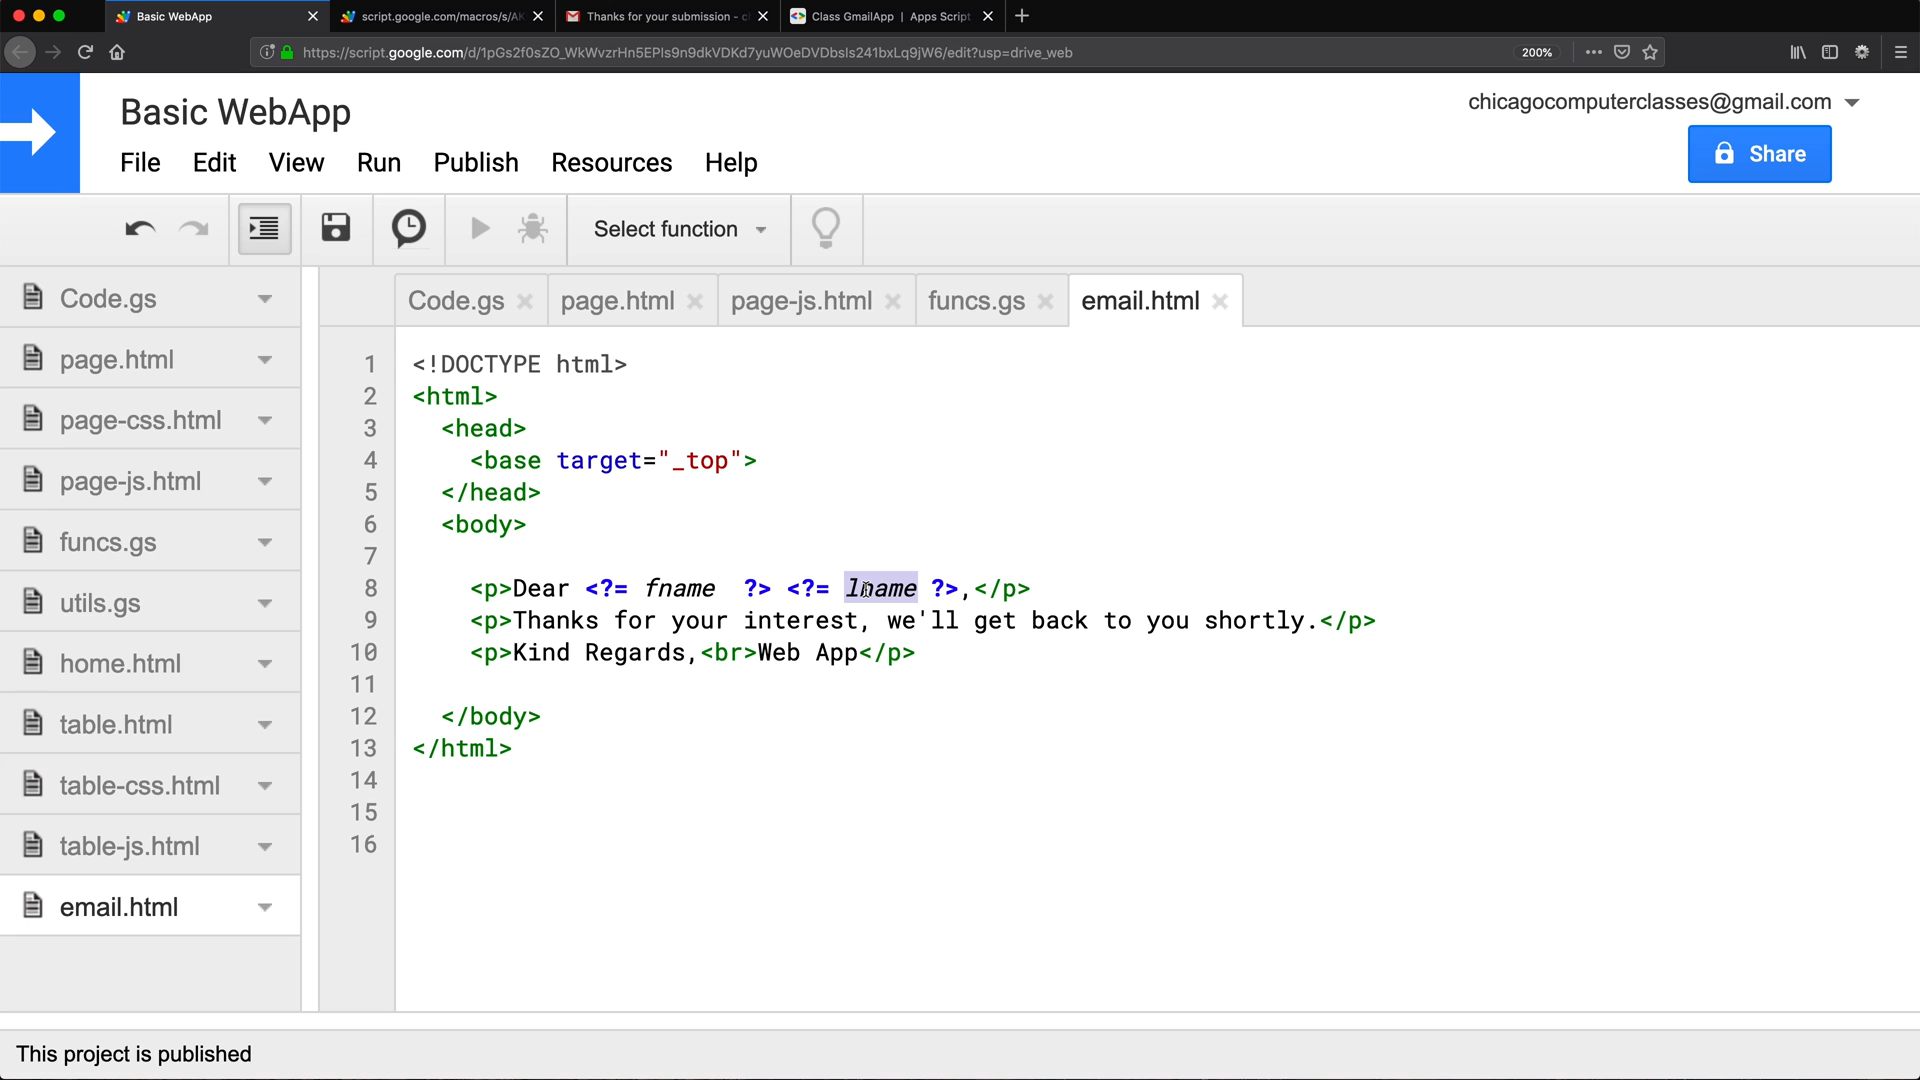 Basic WebApp
script.google.com/macros/s/AK
Thanks for your submission - c
Class GmailApp | Apps Script
https://script.google.com/d/1pGs2f0sZO_WkWvzrHn5EPIs9n9dkVDKd7yuWOeDVDbsIs241bxLq9jW6/edit?usp=drive_web
200%
Basic WebApp
chicagocomputerclasses@gmail.com
File Edit View Run Publish Resources Help
Share
Select function
Code.gs
page.html
page-css.html
page-js.html
funcs.gs
utils.gs
home.html
table.html
table-css.html
table-js.html
email.html
Code.gs page.html page-js.html funcs.gs email.html
1 <!DOCTYPE html>
2 <html>
3 <head>
4 <base target="_top">
5 </head>
6 <body>
7
8 <p>Dear <?= fname ?> <?= lname ?>,</p>
9 <p>Thanks for your interest, we'll get back to you shortly.</p>
10 <p>Kind Regards,<br>Web App</p>
11
12 </body>
13 </html>
14
15
16
This project is published